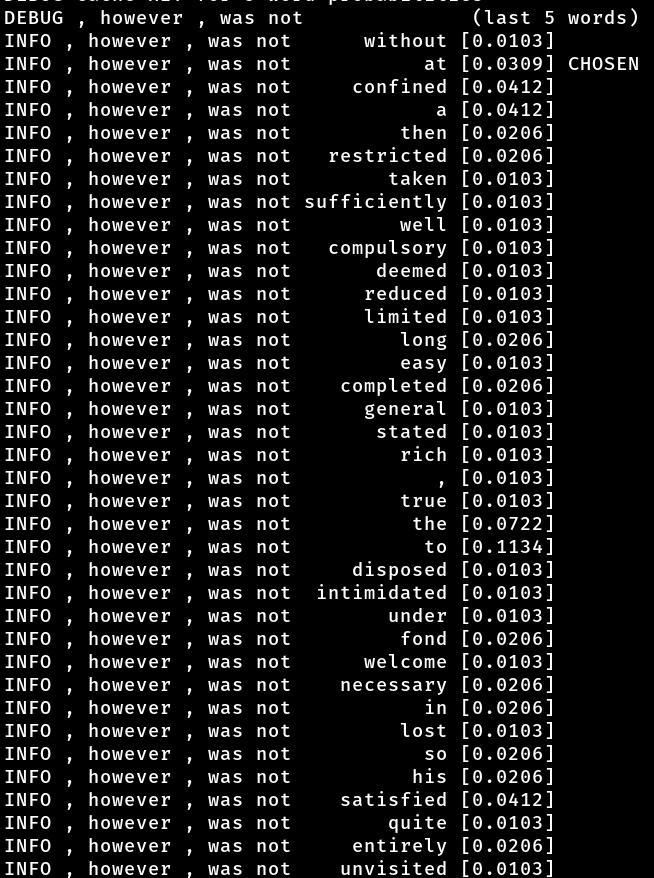 DEBUG , however , was not (last 5 words)
INFO , however , was not without [0.0103]
INFO , however , was not at [0.0309] CHOSEN
INFO , however , was not confined [0.0412]
INFO , however , was not a [0.0412]
INFO , however , was not then [0.0206]
INFO , however , was not restricted [0.0206]
INFO , however , was not taken [0.0103]
INFO , however , was not sufficiently [0.0103]
INFO , however , was not well [0.0103]
INFO , however , was not compulsory [0.0103]
INFO , however , was not deemed [0.0103]
INFO , however , was not reduced [0.0103]
INFO , however , was not limited [0.0103]
INFO , however , was not long [0.0206]
INFO , however , was not easy [0.0103]
INFO , however , was not completed [0.0206]
INFO , however , was not general [0.0103]
INFO , however , was not stated [0.0103]
INFO , however , was not rich [0.0103]
INFO , however , was not , [0.0103]
INFO , however , was not true [0.0103]
INFO , however , was not the [0.0722]
INFO , however , was not to [0.1134]
INFO , however , was not disposed [0.0103]
INFO , however , was not intimidated [0.0103]
INFO , however , was not under [0.0103]
INFO , however , was not fond [0.0206]
INFO , however , was not welcome [0.0103]
INFO , however , was not necessary [0.0206]
INFO , however , was not in [0.0206]
INFO , however , was not lost [0.0103]
INFO , however , was not so [0.0206]
INFO , however , was not his [0.0206]
INFO , however , was not satisfied [0.0412]
INFO , however , was not quite [0.0103]
INFO , however , was not entirely [0.0206]
INFO , however , was not unvisited [0.0103]